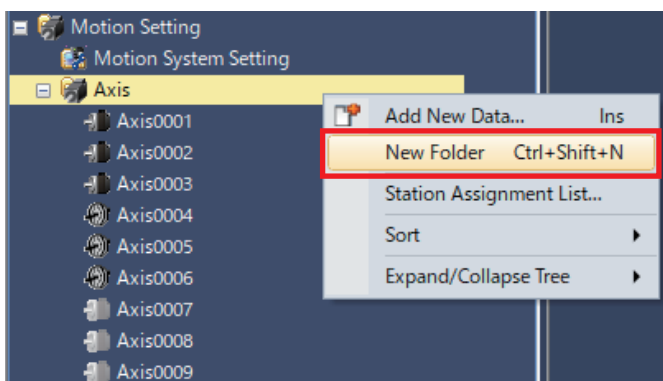 Motion Setting
Motion System Setting
Axis
Axis0001
Axis0002
Axis0003
Axis0004
Axis0005
Axis0006
Axis0007
Axis0008
Axis0009
Add New Data... Ins
New Folder Ctrl+Shift+N
Station Assignment List...
Sort
Expand/Collapse Tree